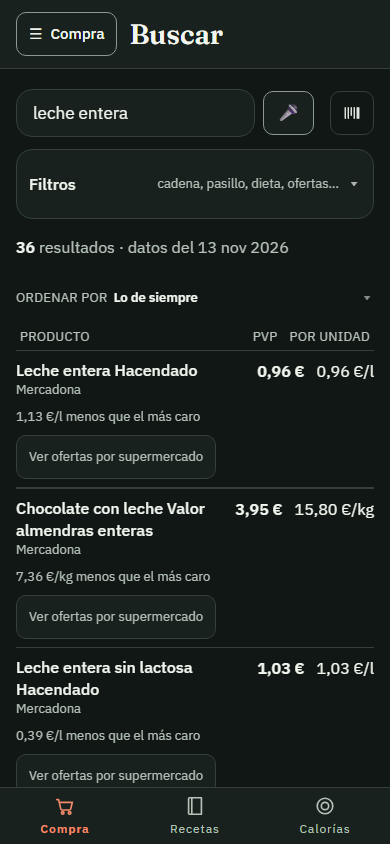 ☰ Compra
Buscar
leche entera
Filtros
cadena, pasillo, dieta, ofertas...
36 resultados · datos del 13 nov 2026
ORDENAR POR Lo de siempre
PRODUCTO PVP POR UNIDAD
Leche entera Hacendado 0,96 € 0,96 €/l
Mercadona
1,13 €/l menos que el más caro
Ver ofertas por supermercado
Chocolate con leche Valor 3,95 € 15,80 €/kg
almendras enteras
Mercadona
7,36 €/kg menos que el más caro
Ver ofertas por supermercado
Leche entera sin lactosa 1,03 € 1,03 €/l
Hacendado
Mercadona
0,39 €/l menos que el más caro
Ver ofertas por supermercado
Compra Recetas Calorías